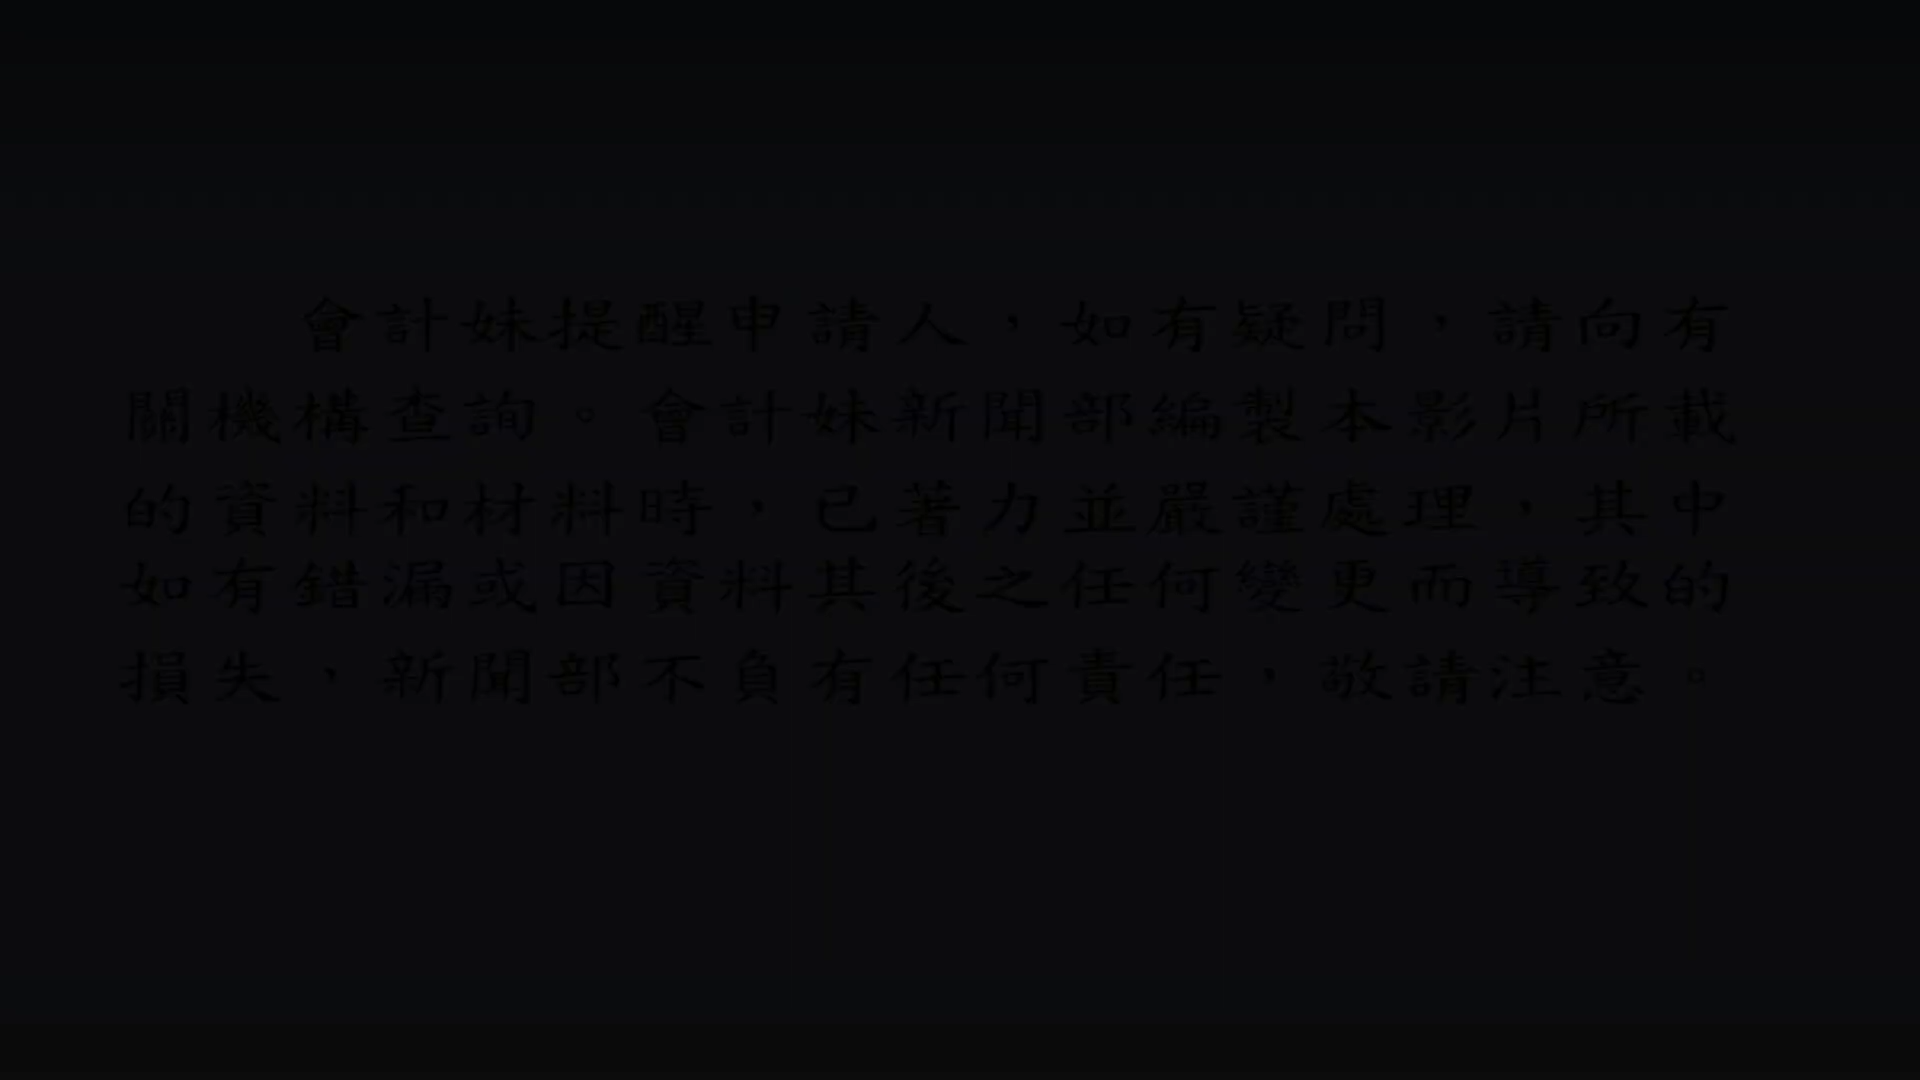 會計妹提醒申請人，如有疑問，請向有
關機構查詢。會計妹新聞部編製本影片所載
的資料和材料時，已著力並嚴謹處理，其中
如有錯漏或因資料其後之任何變更而導致的
損失，新聞部不負有任何責任，敬請注意。